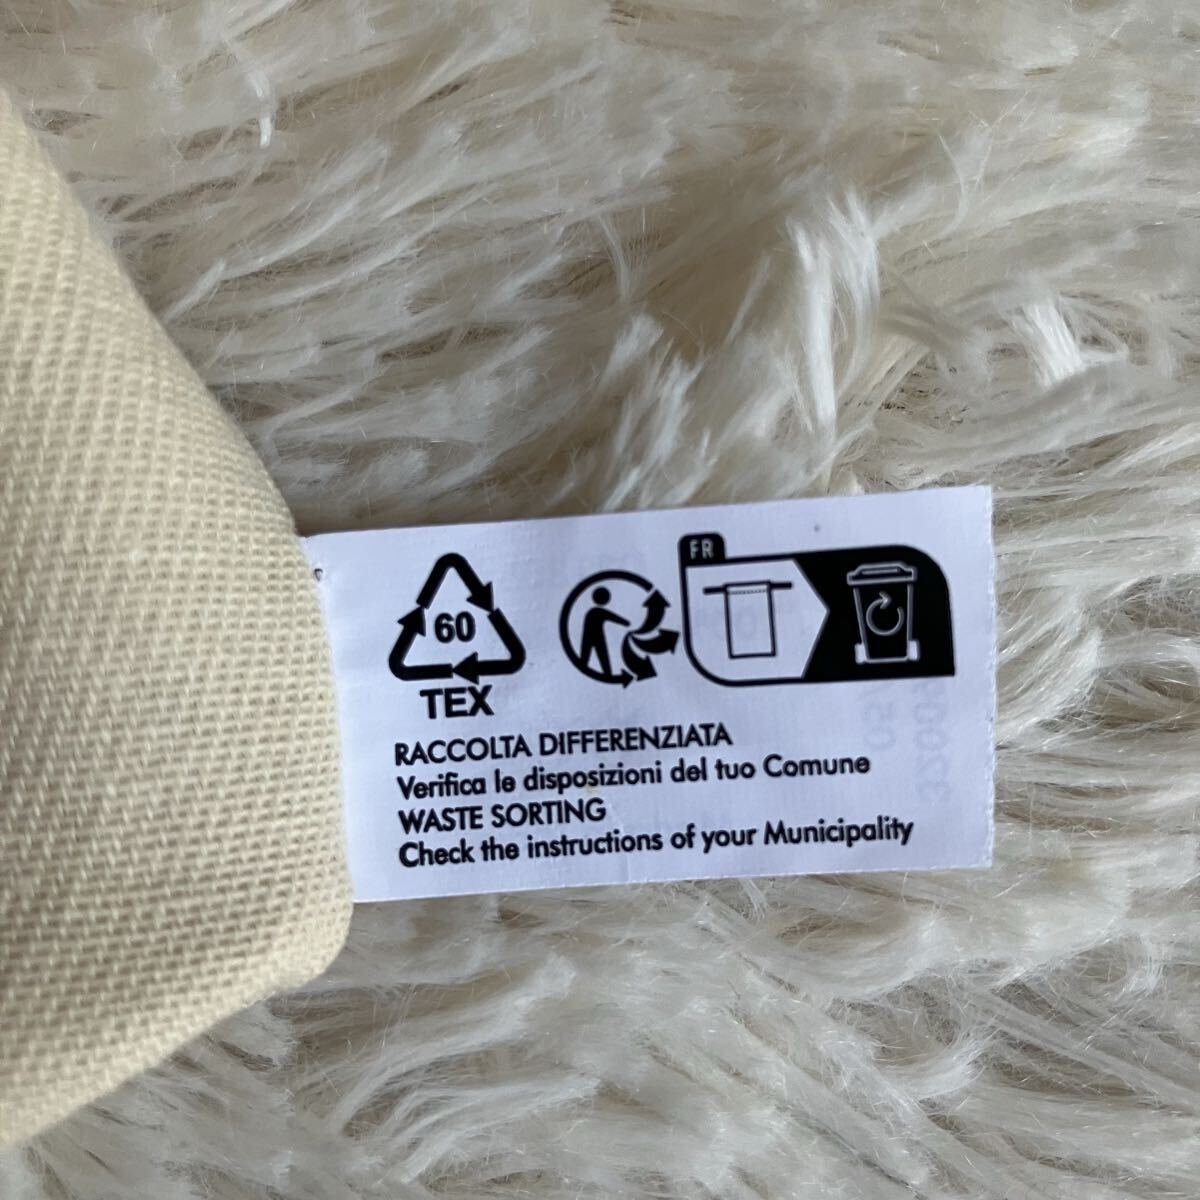 60
TEX
FR
RACCOLTA DIFFERENZIATA
Verifica le disposizioni del tuo Comune
WASTE SORTING
Check the instructions of your Municipality